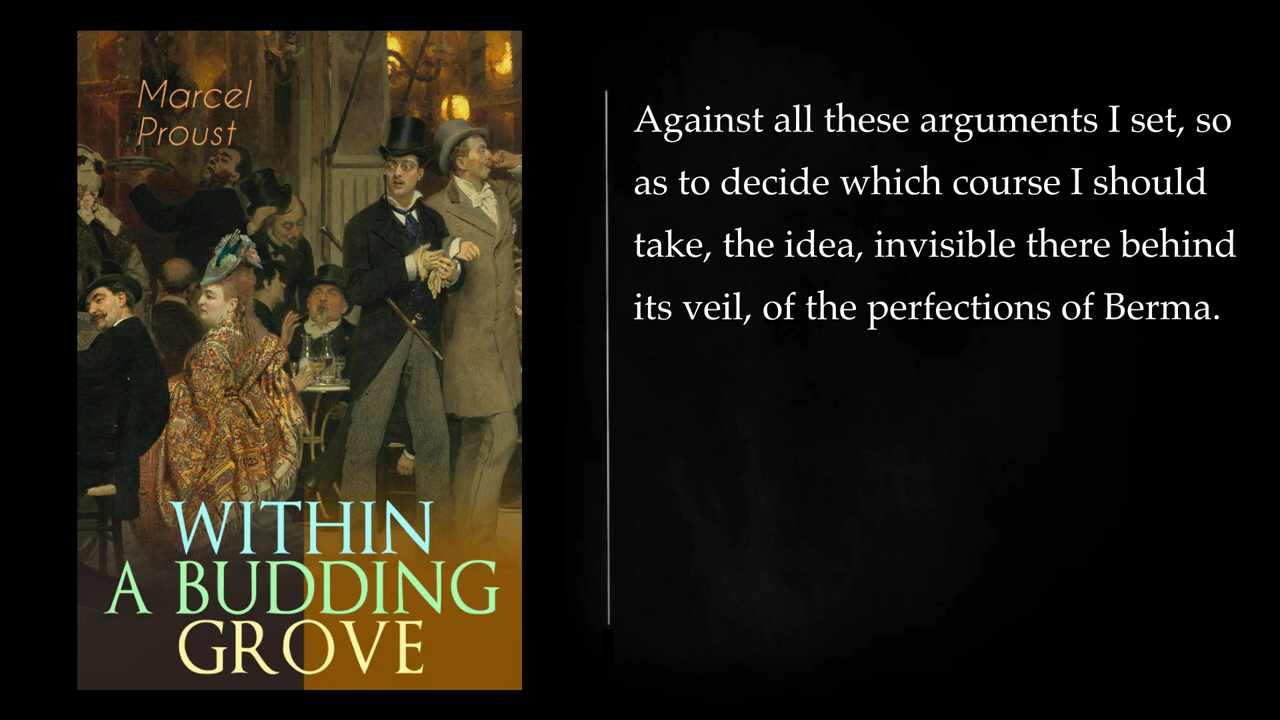 Marcel
Proust
WITHIN
A BUDDING
GROVE
Against all these arguments I set, so
as to decide which course I should
take, the idea, invisible there behind
its veil, of the perfections of Berma.